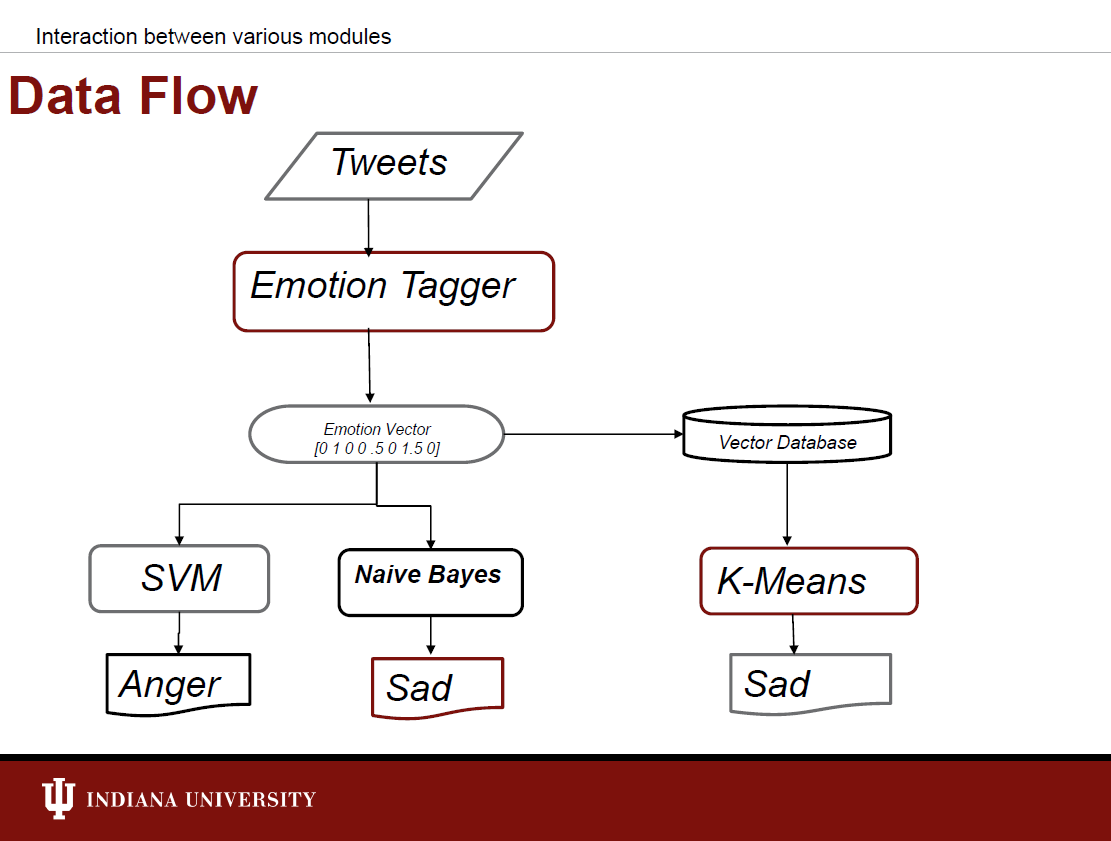 Interaction between various modules
Data Flow
Tweets
Emotion Tagger
Emotion Vector
[0 1 0 0 .5 0 1.5 0]
Vector Database
SVM
Naive Bayes
K-Means
Anger
Sad
Sad
INDIANA UNIVERSITY